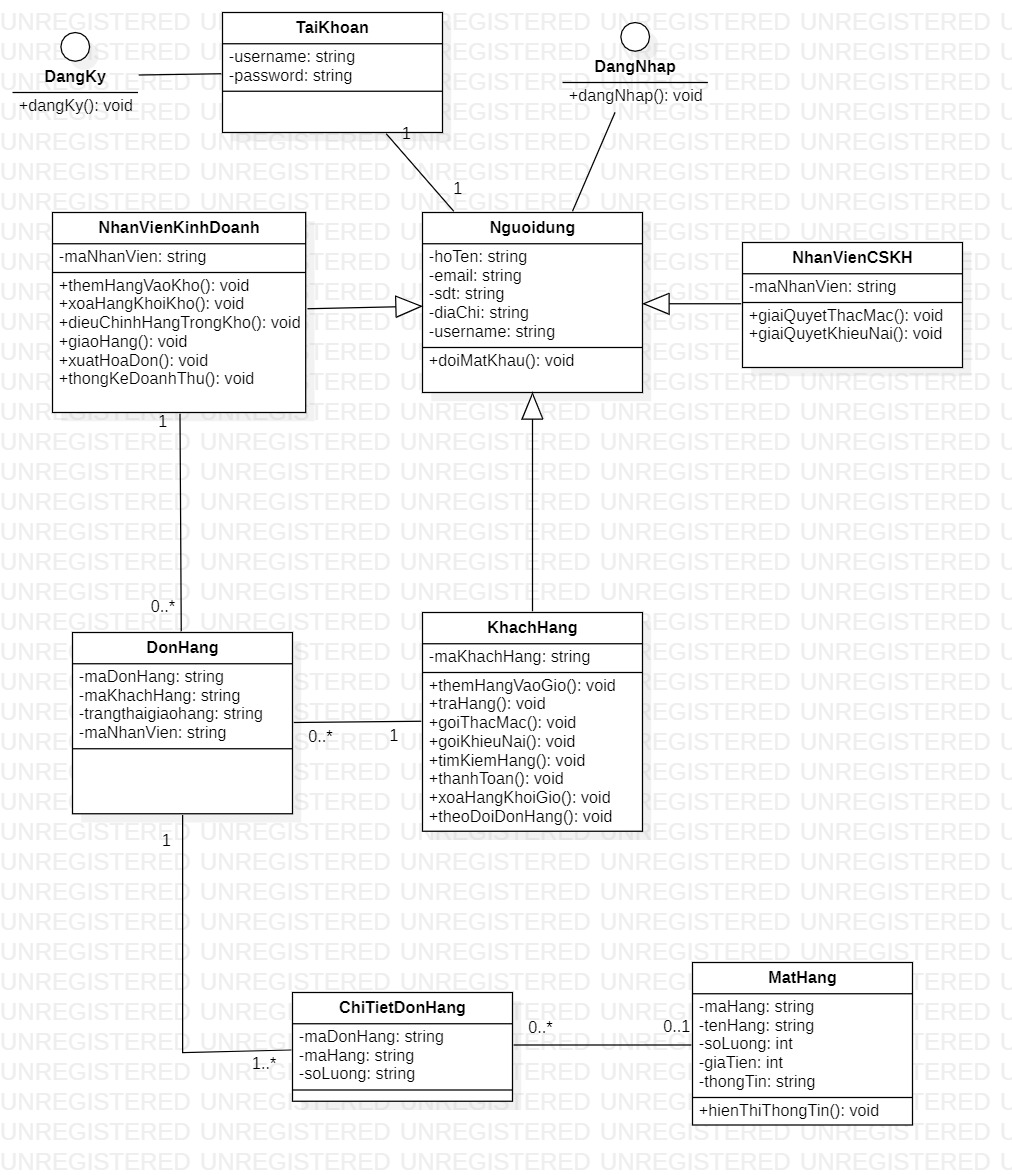 TaiKhoan
-username: string
-password: string
DangKy
+dangKy(): void
DangNhap
+dangNhap(): void
1
1
NhanVienKinhDoanh
-maNhanVien: string
+themHangVaoKho(): void
+xoaHangKhoiKho(): void
+dieuChinhHangTrongKho(): void
+giaoHang(): void
+xuatHoaDon(): void
+thongKeDoanhThu(): void
Nguoidung
-hoTen: string
-email: string
-sdt: string
-diaChi: string
-username: string
+doiMatKhau(): void
NhanVienCSKH
-maNhanVien: string
+giaiQuyetThacMac(): void
+giaiQuyetKhieuNai(): void
1
0..*
DonHang
-maDonHang: string
-maKhachHang: string
-trangthaigiaohang: string
-maNhanVien: string
0..*
1
KhachHang
-maKhachHang: string
+themHangVaoGio(): void
+traHang(): void
+goiThacMac(): void
+goiKhieuNai(): void
+timKiemHang(): void
+thanhToan(): void
+xoaHangKhoiGio(): void
+theoDoiDonHang(): void
1
1..*
ChiTietDonHang
-maDonHang: string
-maHang: string
-soLuong: string
0..*
0..1
MatHang
-maHang: string
-tenHang: string
-soLuong: int
-giaTien: int
-thongTin: string
+hienThiThongTin(): void
UNREGISTERED